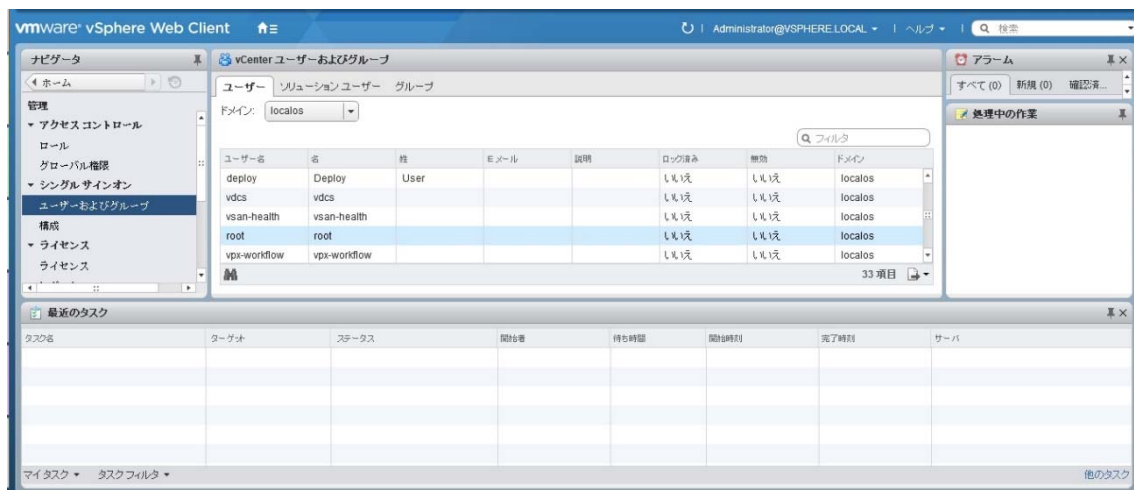 vmware® vSphere Web Client
Administrator@VSPHERE.LOCAL
ヘルプ
検索
ナビゲータ
ホーム
管理
アクセス コントロール
ロール
グローバル権限
シングル サインオン
ユーザーおよびグループ
構成
ライセンス
ライセンス
vCenter ユーザーおよびグループ
ユーザー ソリューション ユーザー グループ
ドメイン: localos
フィルタ
ユーザー名 名 姓 E メール 説明 ロック済み 無効 ドメイン
deploy Deploy User いいえ いいえ localos
vdcs vdcs いいえ いいえ localos
vsan-health vsan-health いいえ いいえ localos
root root いいえ いいえ localos
vpx-workflow vpx-workflow いいえ いいえ localos
33 項目
アラーム
すべて (0) 新規 (0) 確認済...
処理中の作業
最近のタスク
タスク名 ターゲット ステータス 開始者 待ち時間 開始時刻 完了時刻 サーバ
マイ タスク タスク フィルタ
他のタスク